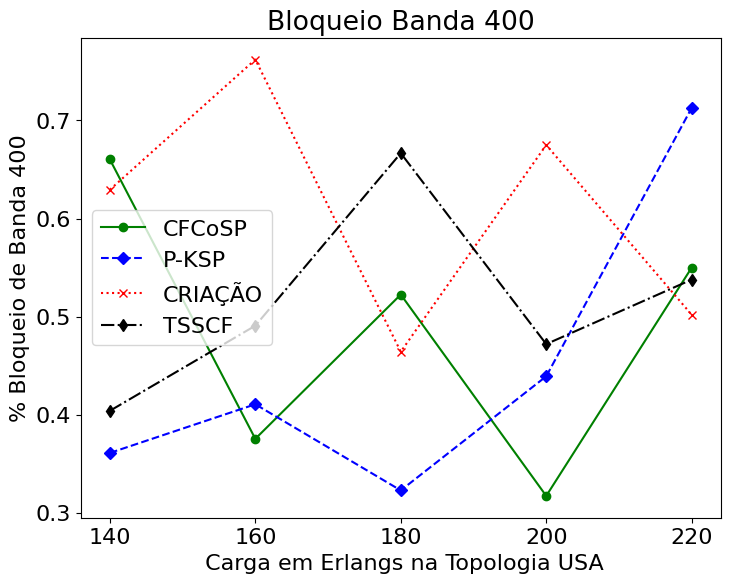 Bloqueio Banda 400
% Bloqueio de Banda 400
0.7
0.6
0.5
0.4
0.3
CFCoSP
P-KSP
CRIAÇÃO
TSSCF
140 160 180 200 220
Carga em Erlangs na Topologia USA